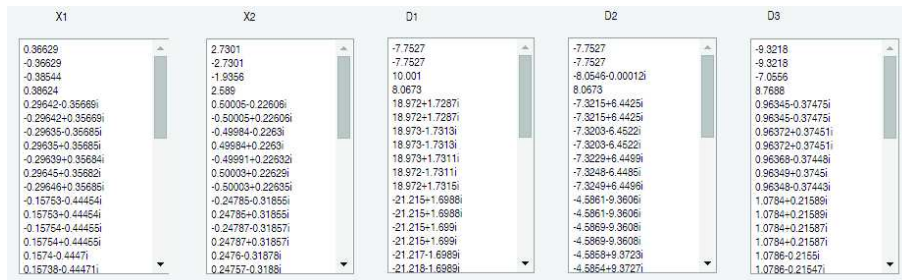 X1
X2
D1
D2
D3
0.36629
-0.36629
-0.38544
0.38624
0.29642-0.35669i
-0.29642+0.35669i
-0.29635-0.35685i
0.29635+0.35685i
-0.29639+0.35684i
0.29645+0.35682i
-0.29646+0.35685i
-0.15753-0.44454i
0.15753+0.44454i
-0.15754-0.44455i
0.15754+0.44455i
0.1574-0.4447i
0.15738-0.44471i
2.7301
-2.7301
-1.9356
2.589
0.50005-0.22606i
-0.50005+0.22606i
-0.49984-0.2263i
0.49984+0.2263i
-0.49991+0.22632i
0.50003+0.22629i
-0.50003+0.22635i
-0.24785-0.31855i
0.24785+0.31855i
-0.24787-0.31857i
0.24787+0.31857i
0.2476-0.31878i
0.24757-0.3188i
-7.7527
-7.7527
10.001
8.0673
18.972+1.7287i
18.972+1.7287i
18.973-1.7313i
18.973-1.7313i
18.973+1.7311i
18.972-1.7311i
18.972+1.7315i
-21.215+1.6988i
-21.215+1.6988i
-21.215+1.699i
-21.215+1.699i
-21.217-1.6989i
-21.218-1.6989i
-7.7527
-7.7527
-8.0546-0.00012i
8.0673
-7.3215+6.4425i
-7.3215+6.4425i
-7.3203-6.4522i
-7.3203-6.4522i
-7.3229+6.4499i
-7.3248-6.4485i
-7.3249+6.4496i
-4.5861-9.3606i
-4.5861-9.3606i
-4.5869-9.3608i
-4.5869-9.3608i
-4.5858+9.3723i
-4.5854+9.3727i
-9.3218
-9.3218
-7.0556
8.7688
0.96345-0.37475i
0.96345-0.37475i
0.96372+0.37451i
0.96372+0.37451i
0.96368-0.37448i
0.96349+0.3745i
0.96348-0.37443i
1.0784+0.21589i
1.0784+0.21589i
1.0784+0.21587i
1.0784+0.21587i
1.0786-0.2155i
1.0786-0.21547i